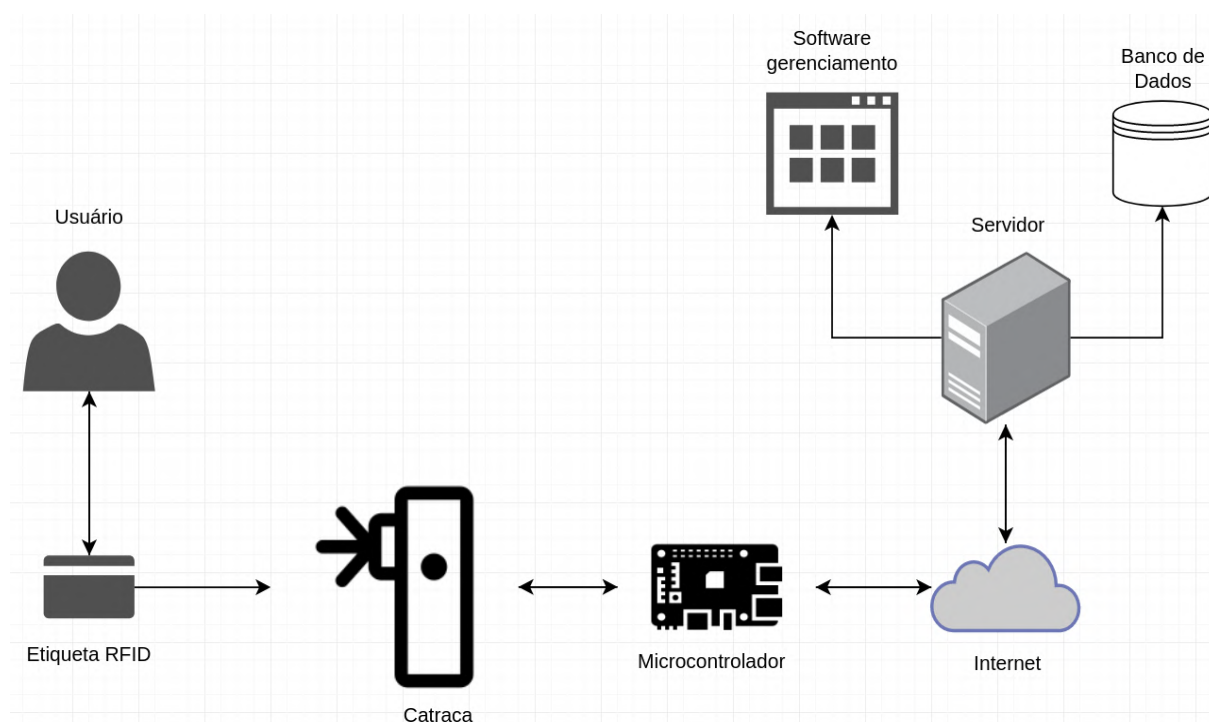 Software
gerenciamento
Banco de
Dados
Usuário
Servidor
Etiqueta RFID
Microcontrolador
Internet
Catraca